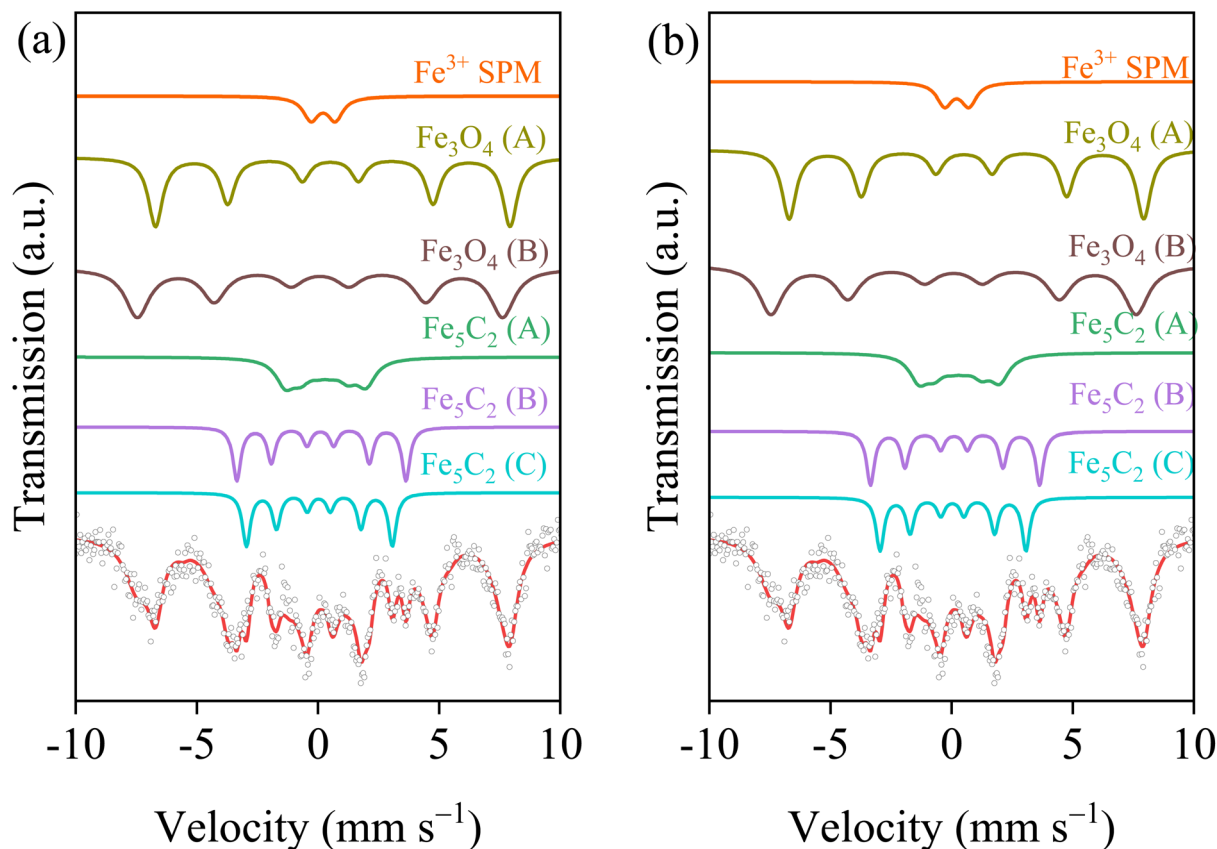 (a)
Fe³⁺ SPM
Fe₃O₄ (A)
Fe₃O₄ (B)
Fe₅C₂ (A)
Fe₅C₂ (B)
Fe₅C₂ (C)
Transmission (a.u.)
-10 -5 0 5 10
Velocity (mm s⁻¹)
(b)
Fe³⁺ SPM
Fe₃O₄ (A)
Fe₃O₄ (B)
Fe₅C₂ (A)
Fe₅C₂ (B)
Fe₅C₂ (C)
Transmission (a.u.)
-10 -5 0 5 10
Velocity (mm s⁻¹)